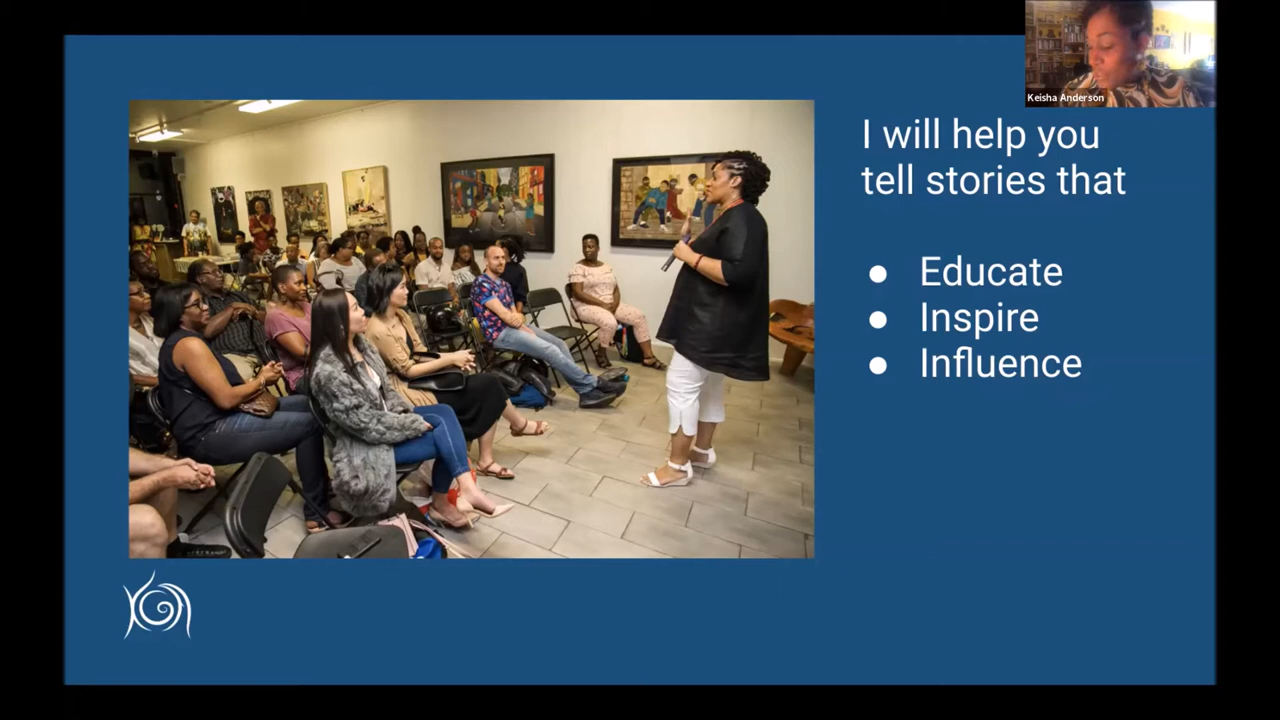 Keisha Anderson
I will help you
tell stories that
● Educate
● Inspire
● Influence